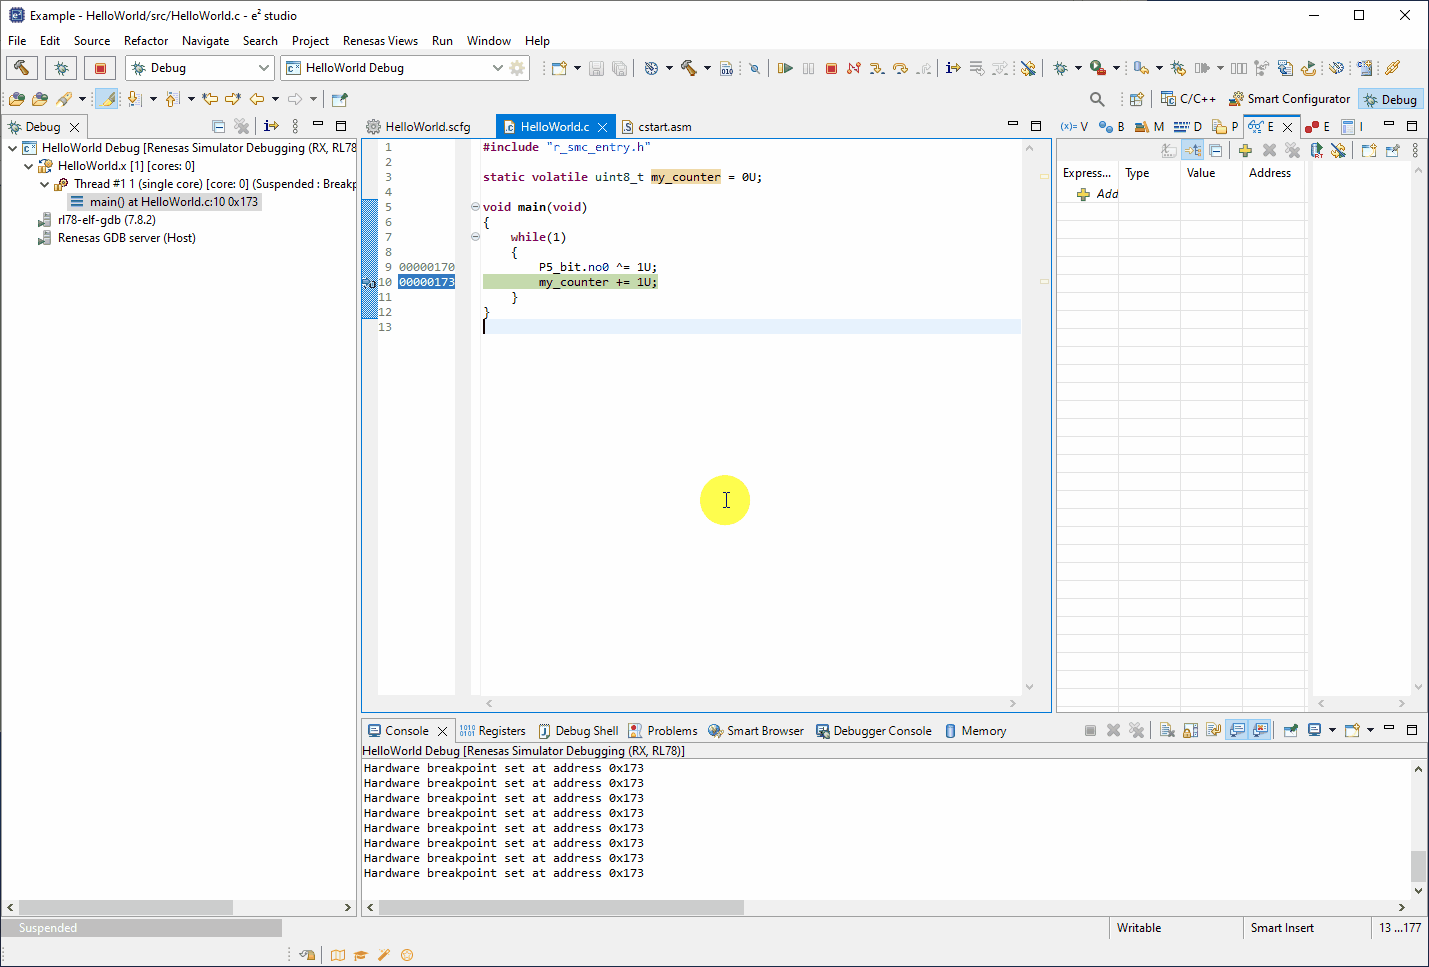 Example - HelloWorld/src/HelloWorld.c - e² studio
File Edit Source Refactor Navigate Search Project Renesas Views Run Window Help
Debug HelloWorld Debug
C/C++ Smart Configurator Debug
Debug
HelloWorld Debug [Renesas Simulator Debugging (RX, RL78
HelloWorld.x [1] [cores: 0]
Thread #1 1 (single core) [core: 0] (Suspended : Breakp
main() at HelloWorld.c:10 0x173
rl78-elf-gdb (7.8.2)
Renesas GDB server (Host)
HelloWorld.scfg HelloWorld.c cstart.asm
1 #include "r_smc_entry.h"
2
3 static volatile uint8_t my_counter = 0U;
4
5 void main(void)
6 {
7 while(1)
8 {
9 00000170 P5_bit.no0 ^= 1U;
10 00000173 my_counter += 1U;
11 }
12 }
13
(x)= V B M D P E E I
Express... Type Value Address
Add
Console Registers Debug Shell Problems Smart Browser Debugger Console Memory
HelloWorld Debug [Renesas Simulator Debugging (RX, RL78)]
Hardware breakpoint set at address 0x173
Hardware breakpoint set at address 0x173
Hardware breakpoint set at address 0x173
Hardware breakpoint set at address 0x173
Hardware breakpoint set at address 0x173
Hardware breakpoint set at address 0x173
Hardware breakpoint set at address 0x173
Hardware breakpoint set at address 0x173
Suspended Writable Smart Insert 13 ...177